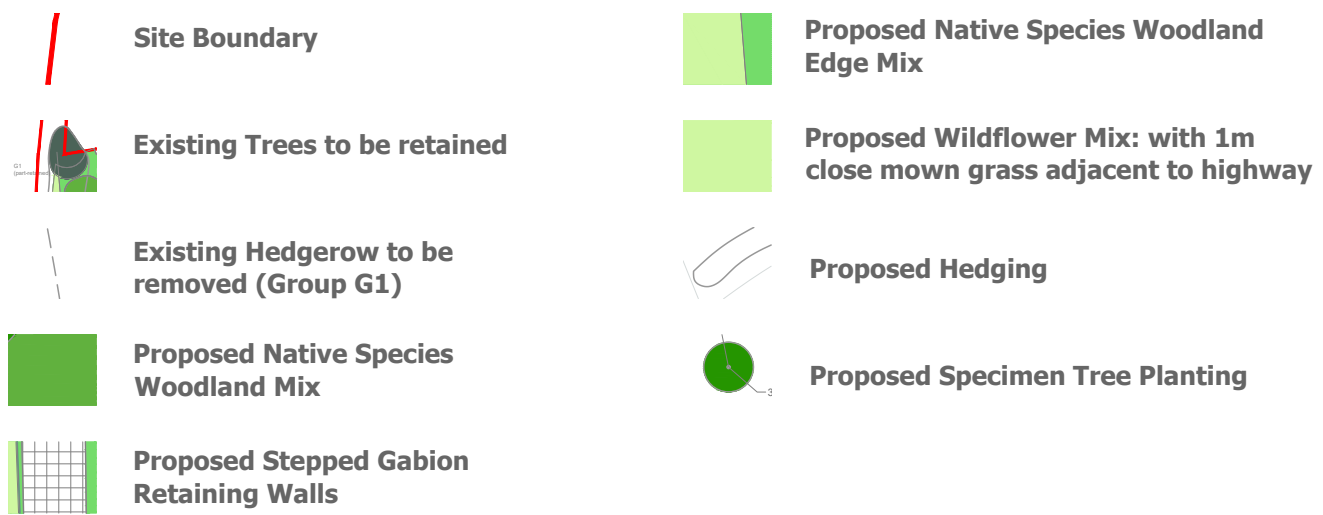 Site Boundary
G1
Existing Trees to be retained
Existing Hedgerow to be
removed (Group G1)
Proposed Native Species
Woodland Mix
Proposed Stepped Gabion
Retaining Walls
Proposed Native Species Woodland
Edge Mix
Proposed Wildflower Mix: with 1m
close mown grass adjacent to highway
Proposed Hedging
3
Proposed Specimen Tree Planting